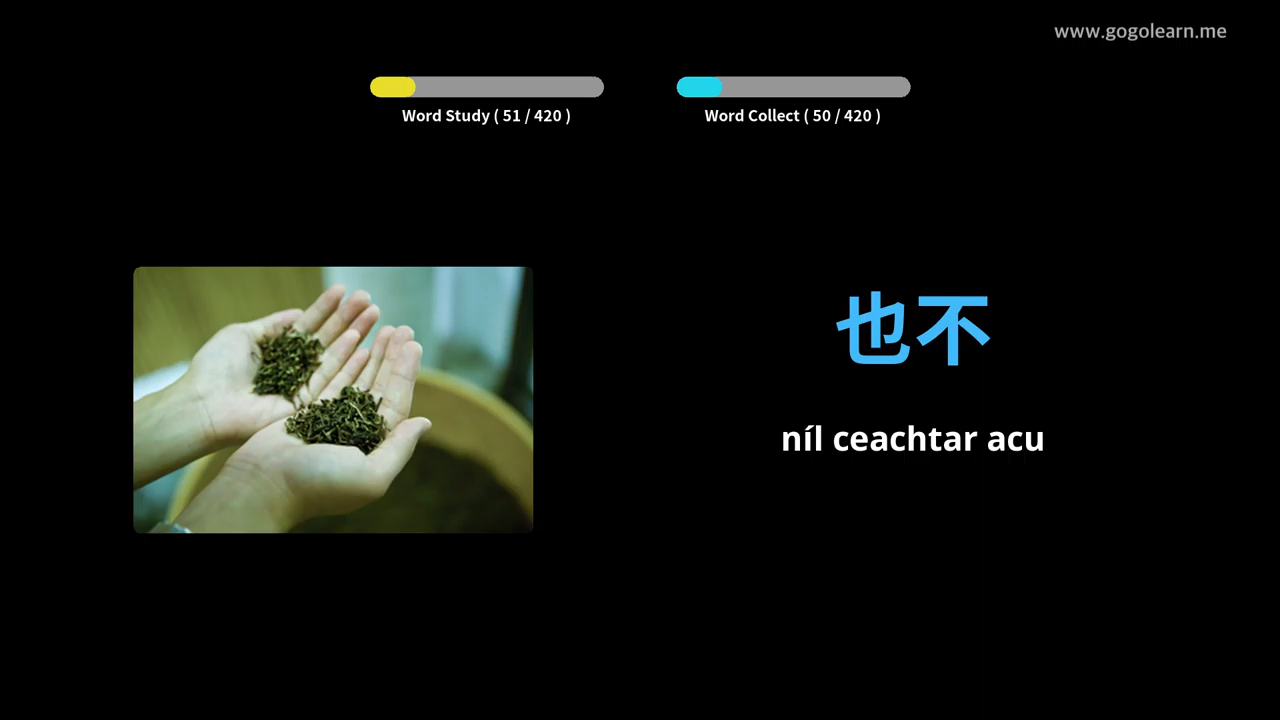 www.gogolearn.me
Word Study ( 51 / 420 )
Word Collect ( 50 / 420 )
也不
níl ceachtar acu